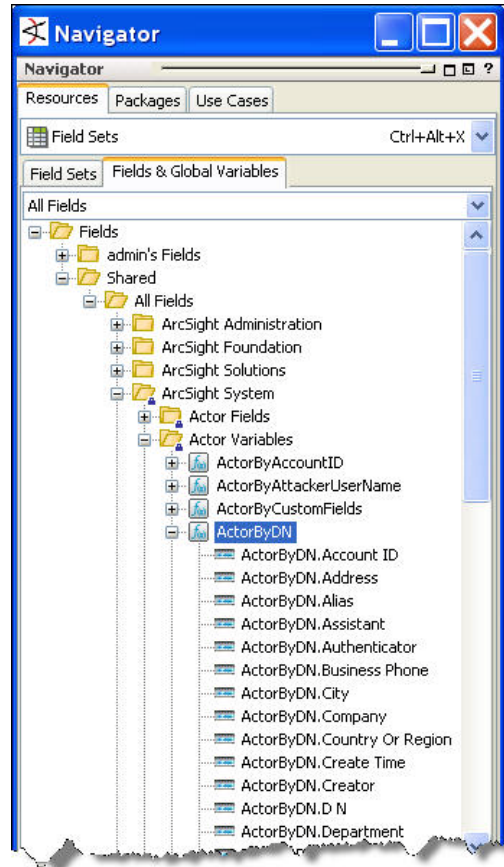 Navigator
Navigator ?
Resources Packages Use Cases
Field Sets Ctrl+Alt+X
Field Sets Fields & Global Variables
All Fields
Fields
admin's Fields
Shared
All Fields
ArcSight Administration
ArcSight Foundation
ArcSight Solutions
ArcSight System
Actor Fields
Actor Variables
ActorByAccountID
ActorByAttackerUserName
ActorByCustomFields
ActorByDN
ActorByDN.Account ID
ActorByDN.Address
ActorByDN.Alias
ActorByDN.Assistant
ActorByDN.Authenticator
ActorByDN.Business Phone
ActorByDN.City
ActorByDN.Company
ActorByDN.Country Or Region
ActorByDN.Create Time
ActorByDN.Creator
ActorByDN.D N
ActorByDN.Department